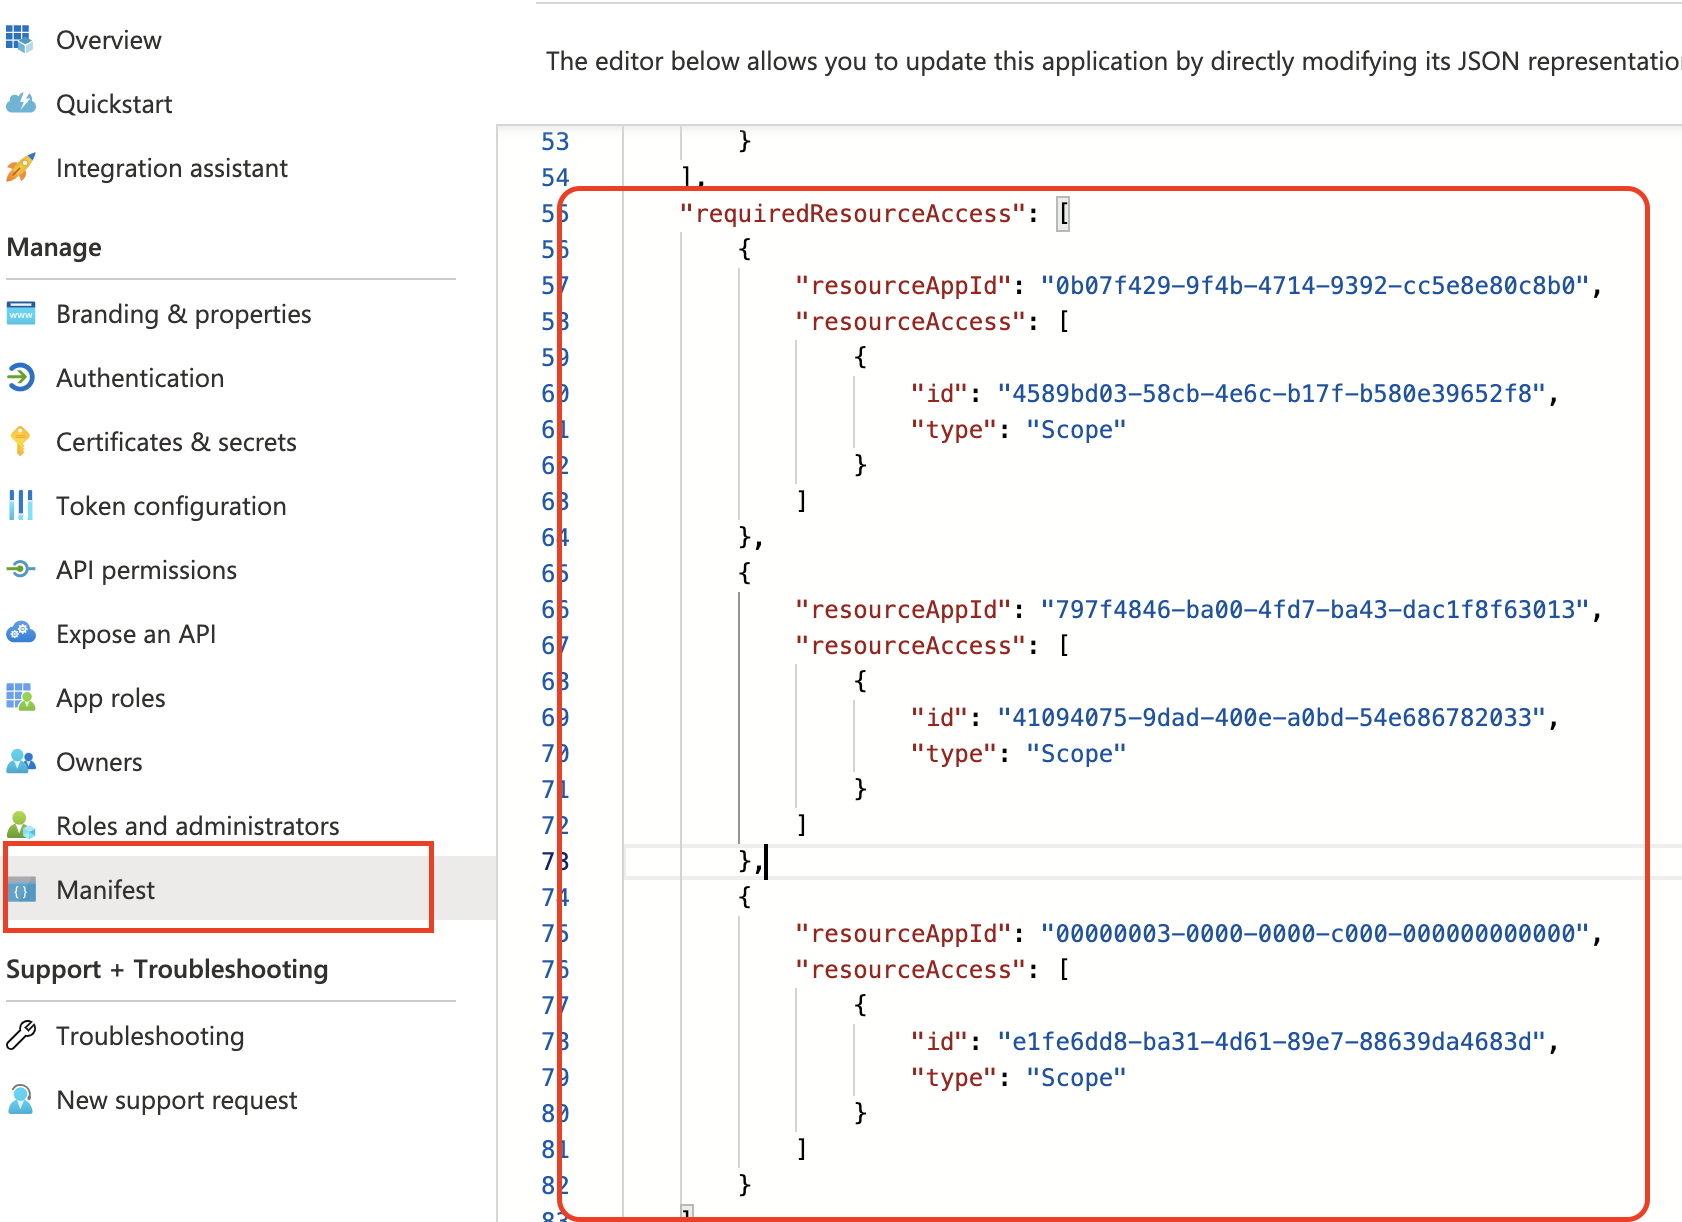 Overview
Quickstart
Integration assistant
Manage
Branding & properties
Authentication
Certificates & secrets
Token configuration
API permissions
Expose an API
App roles
Owners
Roles and administrators
Manifest
Support + Troubleshooting
Troubleshooting
New support request
The editor below allows you to update this application by directly modifying its JSON
53 }
54 ],
55 "requiredResourceAccess": [
56 {
57 "resourceAppId": "0b07f429-9f4b-4714-9392-cc5e8e80c8b0",
58 "resourceAccess": [
59 {
60 "id": "4589bd03-58cb-4e6c-b17f-b580e39652f8",
61 "type": "Scope"
62 }
63 ]
64 },
65 {
66 "resourceAppId": "797f4846-ba00-4fd7-ba43-dac1f8f63013",
67 "resourceAccess": [
68 {
69 "id": "41094075-9dad-400e-a0bd-54e686782033",
70 "type": "Scope"
71 }
72 ]
73 },
74 {
75 "resourceAppId": "00000003-0000-0000-c000-000000000000",
76 "resourceAccess": [
77 {
78 "id": "e1fe6dd8-ba31-4d61-89e7-88639da4683d",
79 "type": "Scope"
80 }
81 ]
82 }
83 ]